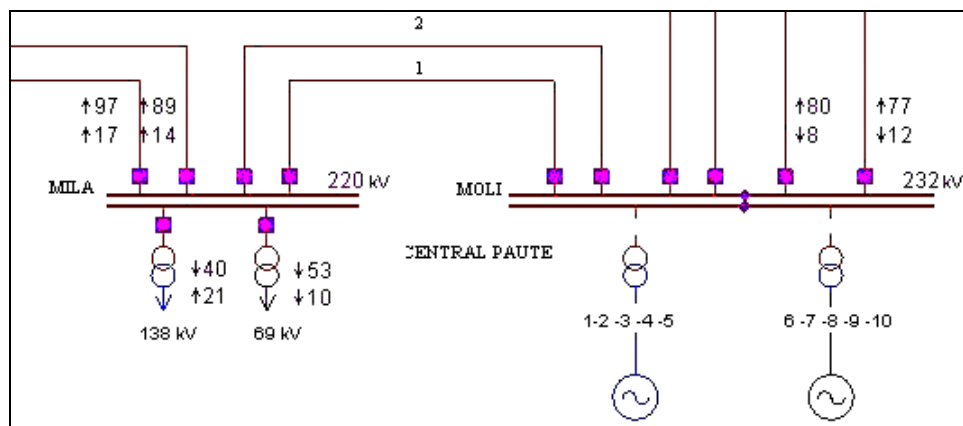 2
1
↑97 ↑89
↑17 ↑14
↑80 ↑77
↓8 ↓12
MILA 220 kV MOLI 232 kV
CENTRAL PAUTE
↓40 ↓53
↑21 ↓10
138 kV 69 kV
1-2 -3 -4 -5 6 -7 -8 -9 -10